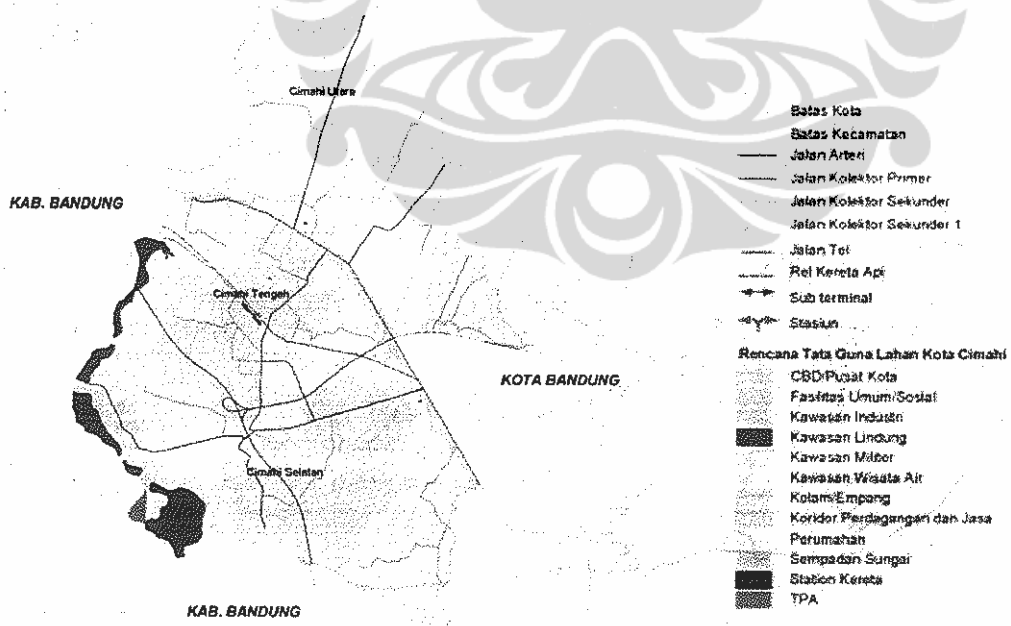 Cimahi Utara
KAB. BANDUNG
Cimahi Tengah
KOTA BANDUNG
Cimahi Selatan
KAB. BANDUNG
Batas Kota
Batas Kecamatan
Jalan Arteri
Jalan Kolektor Primer
Jalan Kolektor Sekunder
Jalan Kolektor Sekunder 1
Jalan Tol
Rel Kereta Api
Sub terminal
Stasiun
Rencana Tata Guna Lahan Kota Cimahi
CBD/Pusat Kota
Fasilitas Umum/Sosial
Kawasan Industri
Kawasan Lindung
Kawasan Militer
Kawasan Wisata Air
Kolam/Empang
Koridor Perdagangan dan Jasa
Perumahan
Sempadan Sungai
Station Kereta
TPA